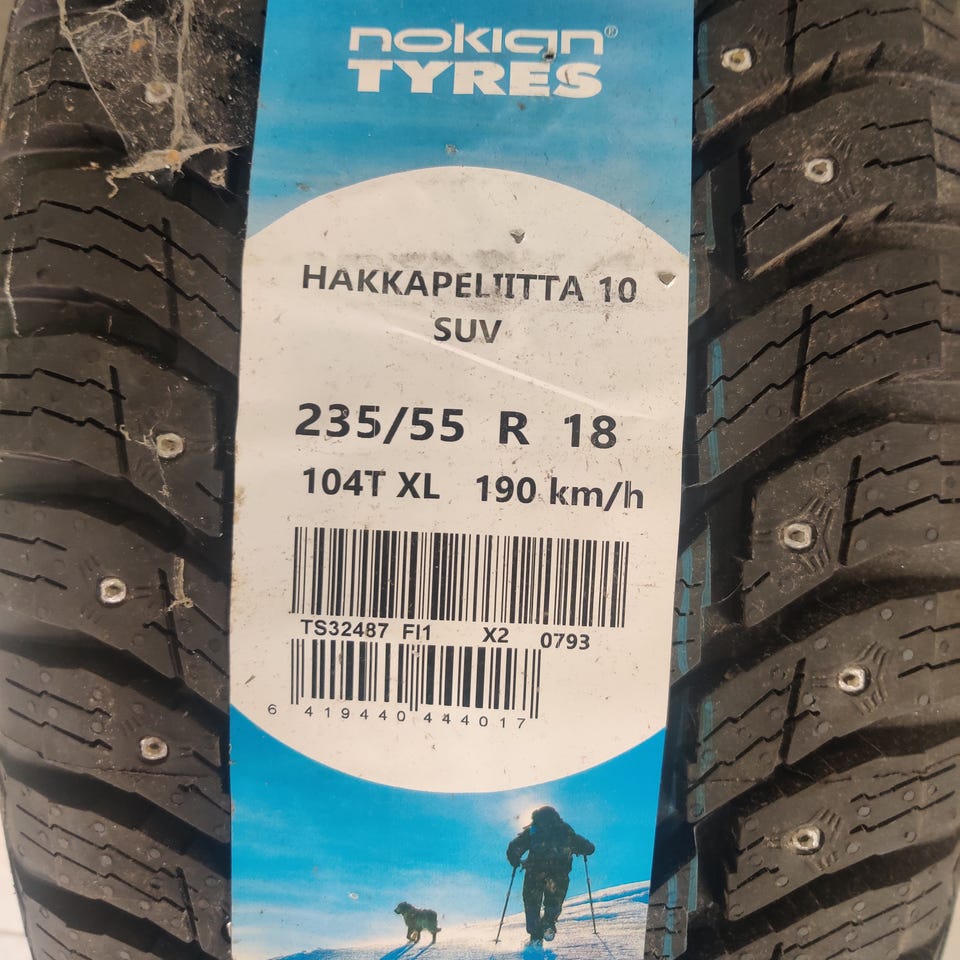 nokian®
TYRES
HAKKAPELIITTA 10
SUV
235/55 R 18
104T XL 190 km/h
TS32487 FI1 X2 0793
6 419440 444017